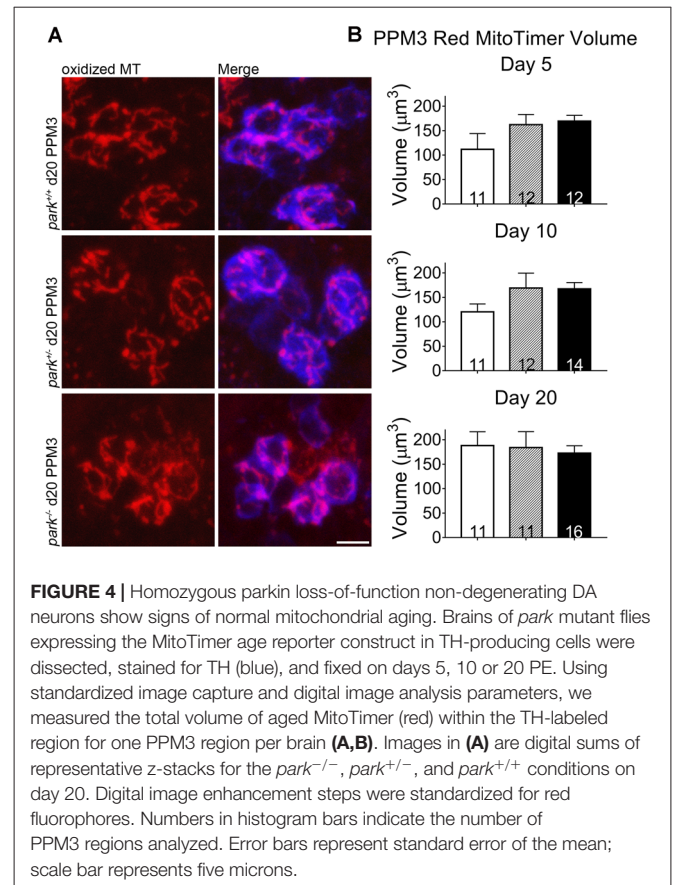 A
B PPM3 Red MitoTimer Volume
oxidized MT
Merge
park+/+ d20 PPM3
park+/- d20 PPM3
park-/- d20 PPM3
Day 5
Volume (μm³)
200
150
100
50
0
11
12
12
Day 10
Volume (μm³)
200
150
100
50
0
11
12
14
Day 20
Volume (μm³)
200
150
100
50
0
11
11
16
FIGURE 4 | Homozygous parkin loss-of-function non-degenerating DA
neurons show signs of normal mitochondrial aging. Brains of park mutant flies
expressing the MitoTimer age reporter construct in TH-producing cells were
dissected, stained for TH (blue), and fixed on days 5, 10 or 20 PE. Using
standardized image capture and digital image analysis parameters, we
measured the total volume of aged MitoTimer (red) within the TH-labeled
region for one PPM3 region per brain (A,B). Images in (A) are digital sums of
representative z-stacks for the park−/−, park+/−, and park+/+ conditions on
day 20. Digital image enhancement steps were standardized for red
fluorophores. Numbers in histogram bars indicate the number of
PPM3 regions analyzed. Error bars represent standard error of the mean;
scale bar represents five microns.